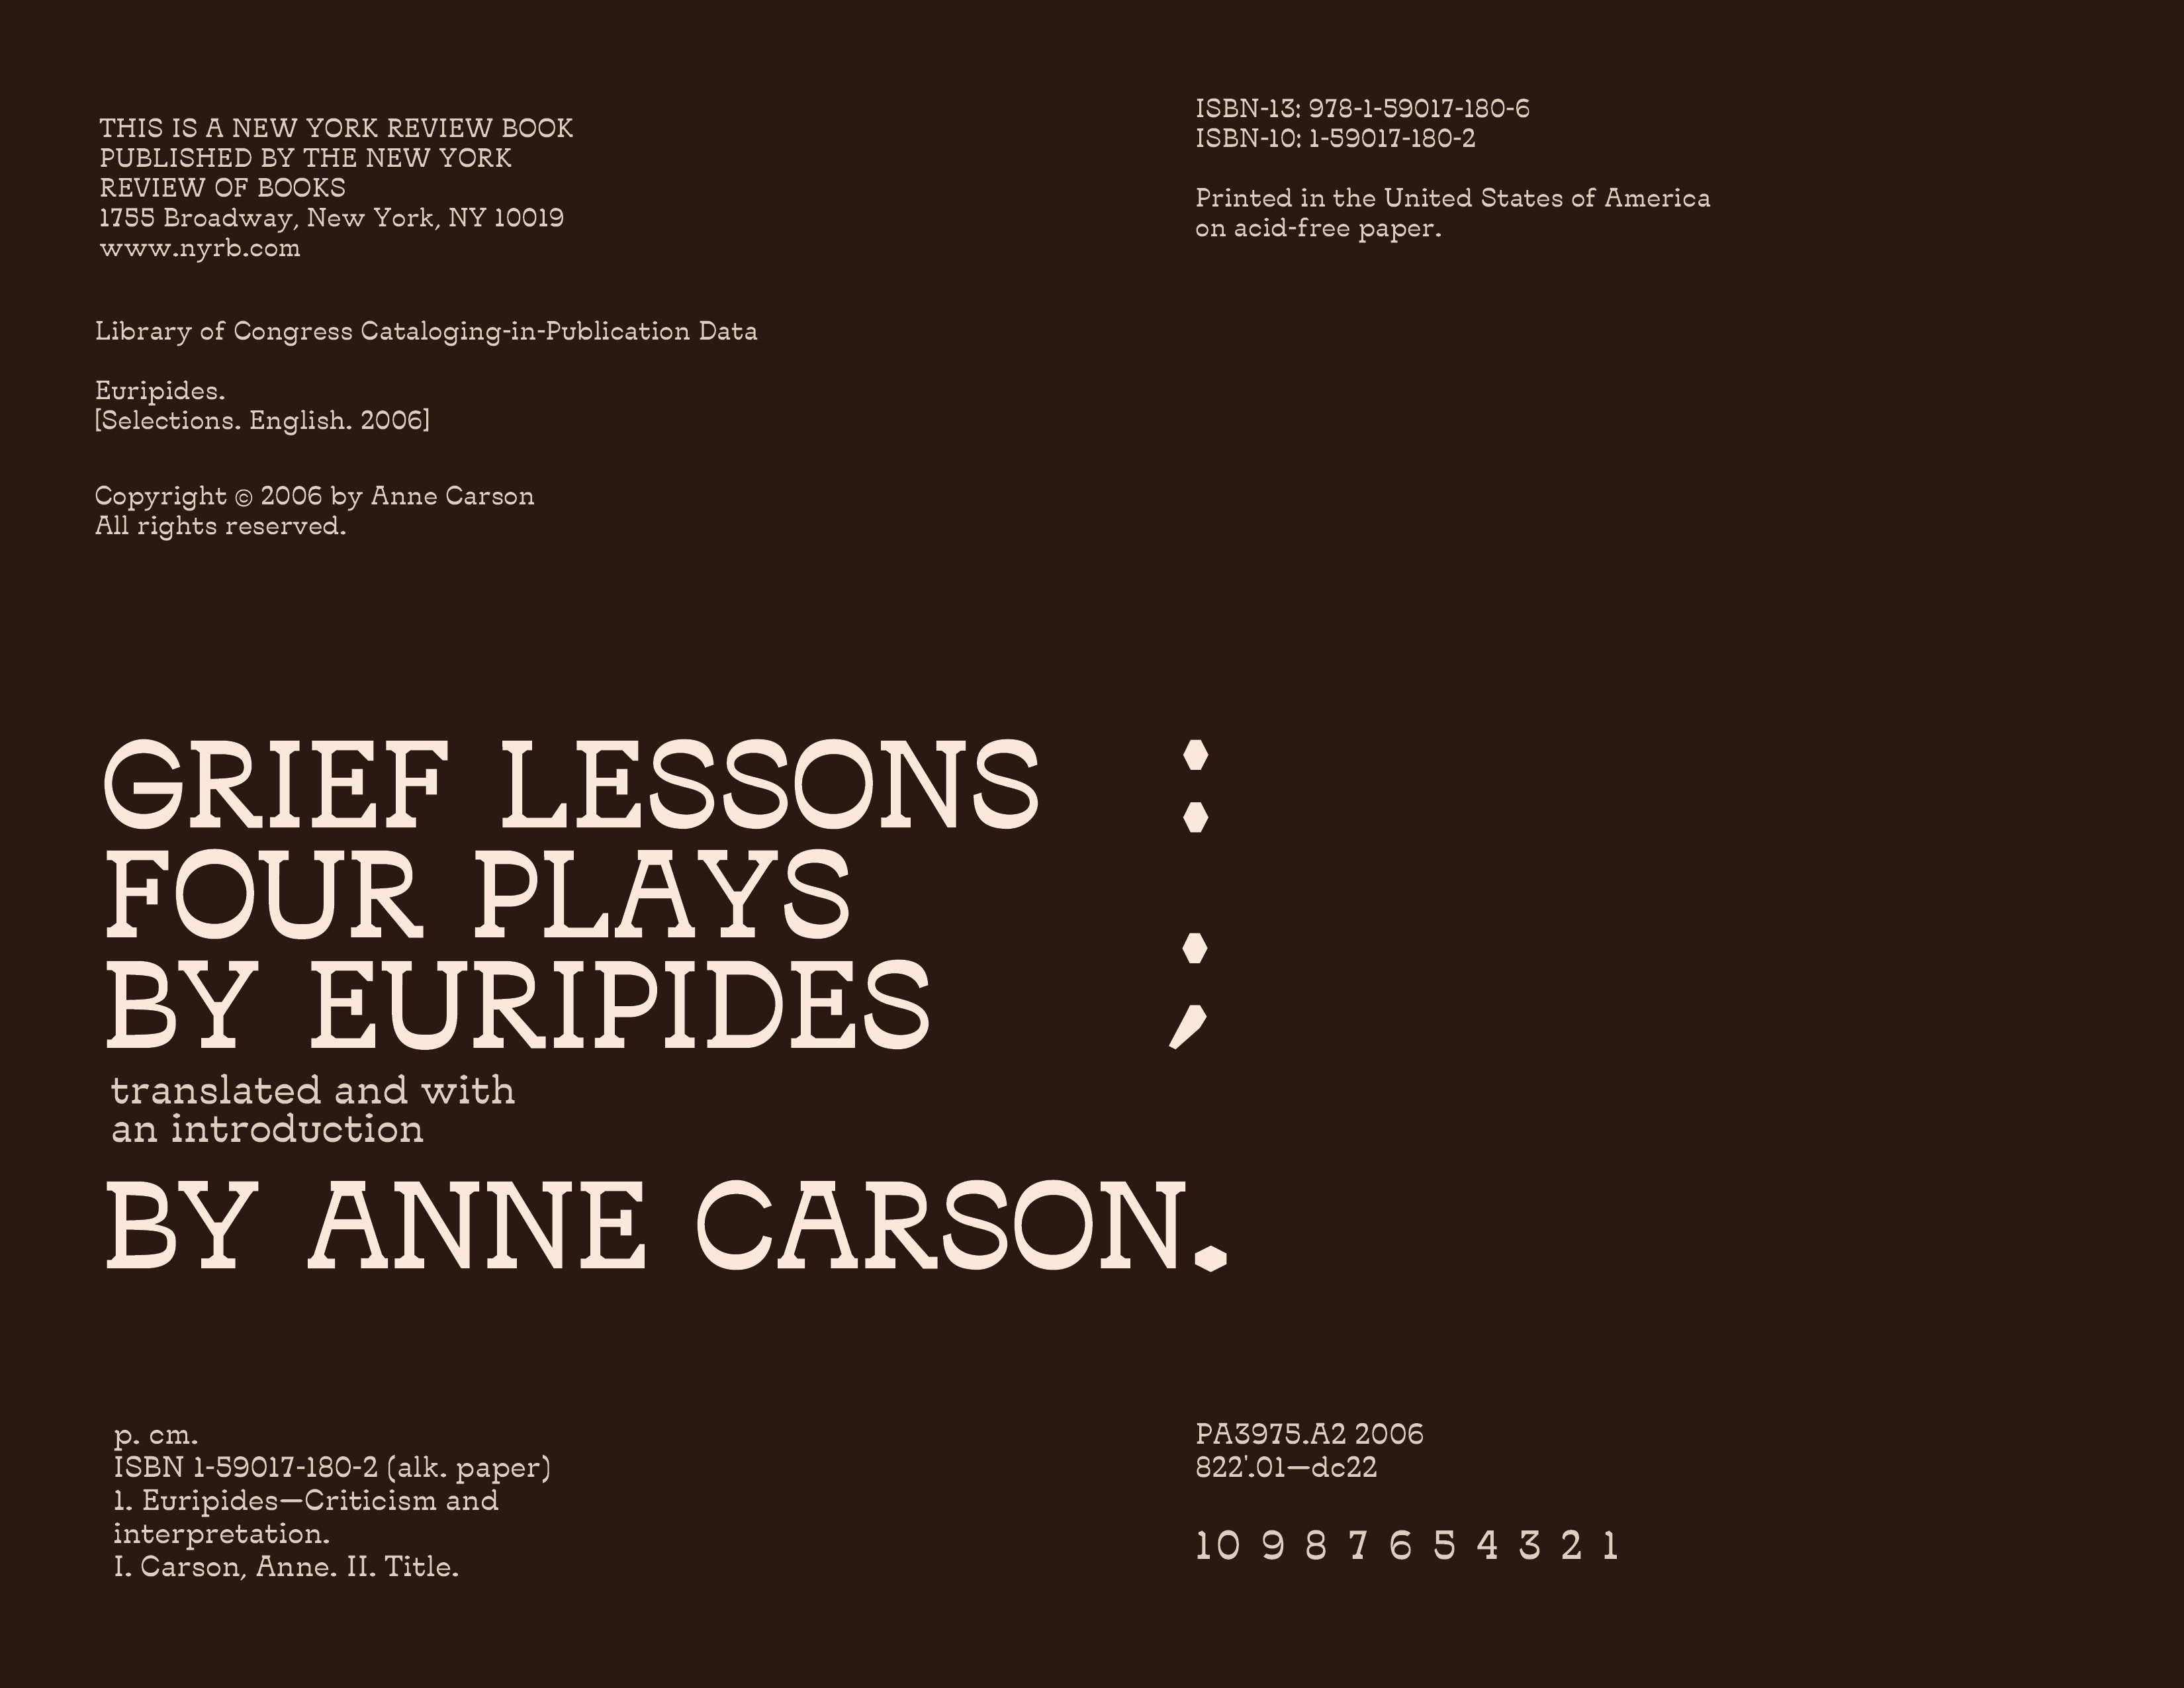 THIS IS A NEW YORK REVIEW BOOK
PUBLISHED BY THE NEW YORK
REVIEW OF BOOKS
1755 Broadway, New York, NY 10019
www.nyrb.com
Library of Congress Cataloging-in-Publication Data
Euripides.
[Selections. English. 2006]
Copyright © 2006 by Anne Carson
All rights reserved.
ISBN-13: 978-1-59017-180-6
ISBN-10: 1-59017-180-2
Printed in the United States of America
on acid-free paper.
GRIEF LESSONS :
FOUR PLAYS
BY EURIPIDES ;
translated and with
an introduction
BY ANNE CARSON.
p. cm.
ISBN 1-59017-180-2 (alk. paper)
1. Euripides—Criticism and
interpretation.
I. Carson, Anne. II. Title.
PA3975.A2 2006
822'.01—dc22
10 9 8 7 6 5 4 3 2 1